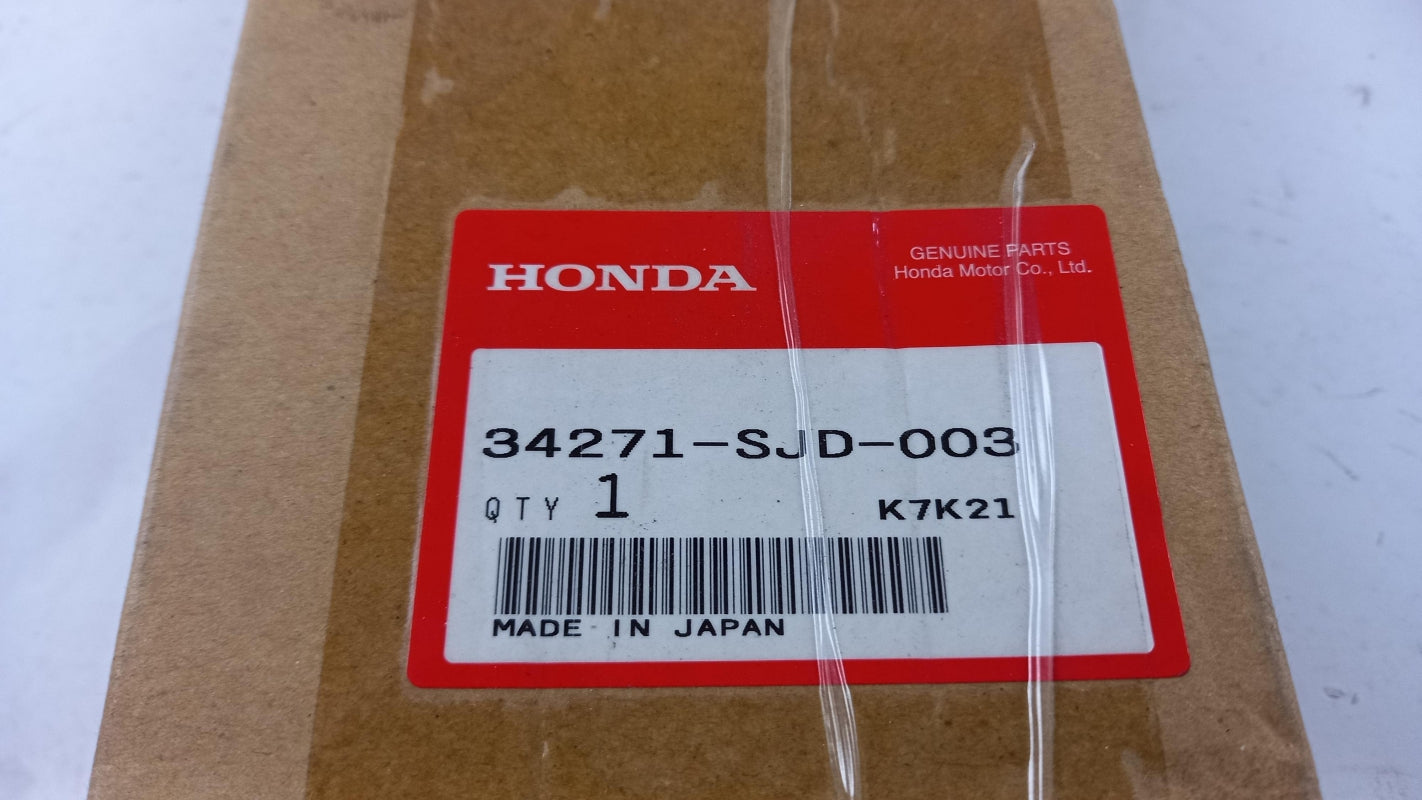 HONDA
GENUINE PARTS
Honda Motor Co., Ltd.
34271-SJD-003
QTY 1 K7K21
MADE IN JAPAN